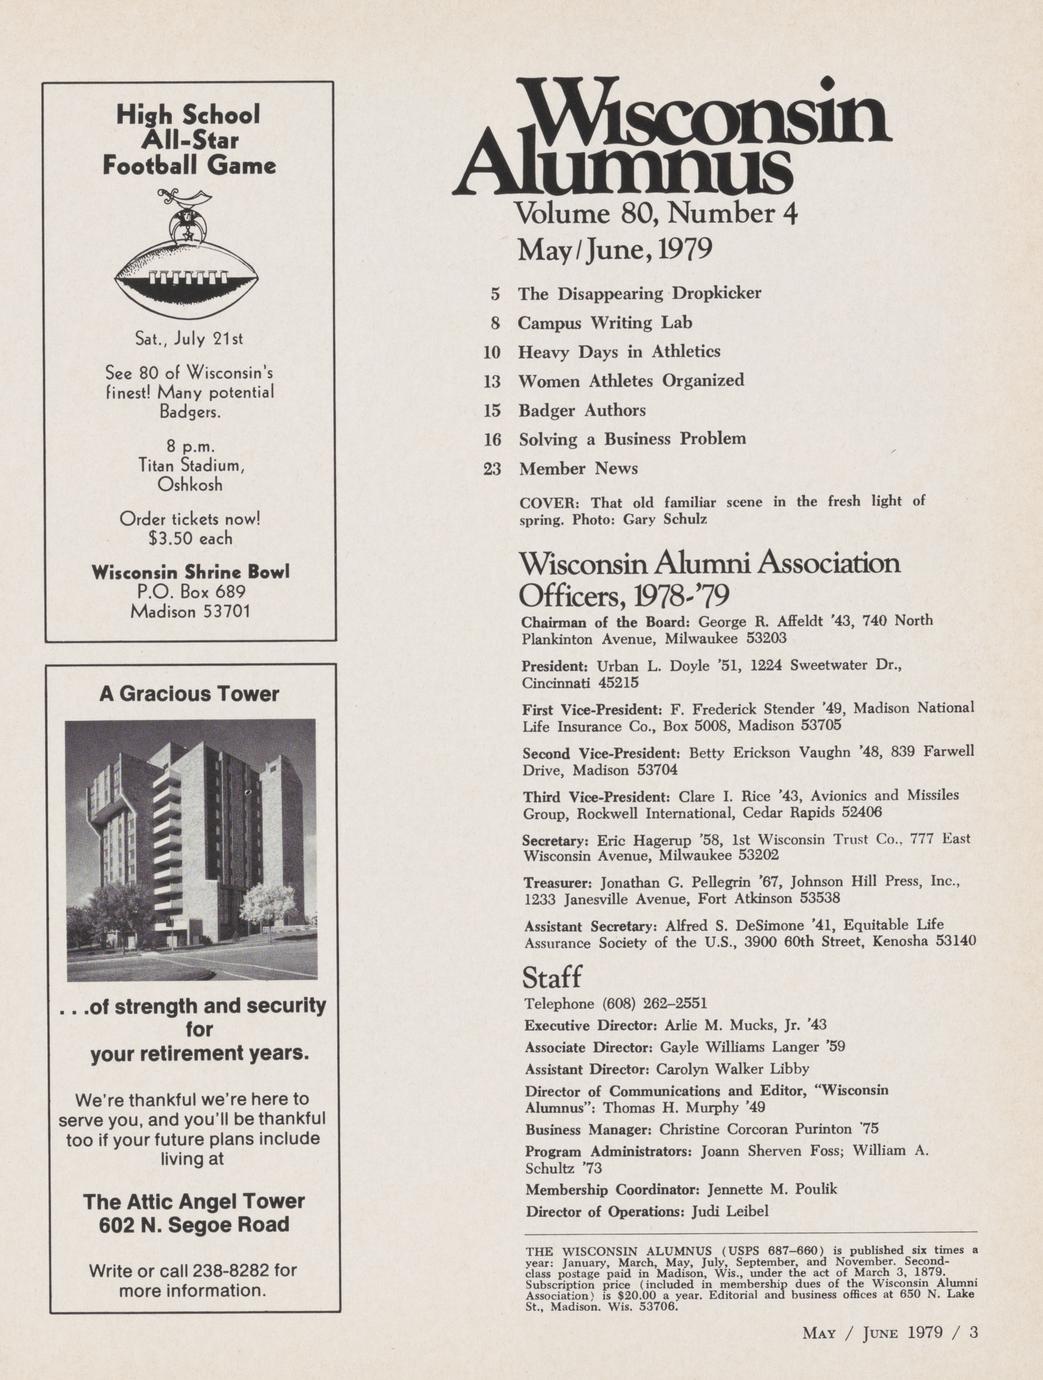 High School
All-Star
Football Game
Sat., July 21st
See 80 of Wisconsin's
finest! Many potential
Badgers.
8 p.m.
Titan Stadium,
Oshkosh
Order tickets now!
$3.50 each
Wisconsin Shrine Bowl
P.O. Box 689
Madison 53701
A Gracious Tower
. . .of strength and security
for
your retirement years.
We're thankful we're here to
serve you, and you'll be thankful
too if your future plans include
living at
The Attic Angel Tower
602 N. Segoe Road
Write or call 238-8282 for
more information.
Wisconsin
Alumnus
Volume 80, Number 4
May/June, 1979
5 The Disappearing Dropkicker
8 Campus Writing Lab
10 Heavy Days in Athletics
13 Women Athletes Organized
15 Badger Authors
16 Solving a Business Problem
23 Member News
COVER: That old familiar scene in the fresh light of
spring. Photo: Gary Schulz
Wisconsin Alumni Association
Officers, 1978-'79
Chairman of the Board: George R. Affeldt '43, 740 North
Plankinton Avenue, Milwaukee 53203
President: Urban L. Doyle '51, 1224 Sweetwater Dr.,
Cincinnati 45215
First Vice-President: F. Frederick Stender '49, Madison National
Life Insurance Co., Box 5008, Madison 53705
Second Vice-President: Betty Erickson Vaughn '48, 839 Farwell
Drive, Madison 53704
Third Vice-President: Clare I. Rice '43, Avionics and Missiles
Group, Rockwell International, Cedar Rapids 52406
Secretary: Eric Hagerup '58, 1st Wisconsin Trust Co., 777 East
Wisconsin Avenue, Milwaukee 53202
Treasurer: Jonathan G. Pellegrin '67, Johnson Hill Press, Inc.,
1233 Janesville Avenue, Fort Atkinson 53538
Assistant Secretary: Alfred S. DeSimone '41, Equitable Life
Assurance Society of the U.S., 3900 60th Street, Kenosha 53140
Staff
Telephone (608) 262–2551
Executive Director: Arlie M. Mucks, Jr. '43
Associate Director: Gayle Williams Langer '59
Assistant Director: Carolyn Walker Libby
Director of Communications and Editor, "Wisconsin
Alumnus": Thomas H. Murphy '49
Business Manager: Christine Corcoran Purinton '75
Program Administrators: Joann Sherven Foss; William A.
Schultz '73
Membership Coordinator: Jennette M. Poulik
Director of Operations: Judi Leibel
THE WISCONSIN ALUMNUS (USPS 687–660) is published six times a
year: January, March, May, July, September, and November. Second-
class postage paid in Madison, Wis., under the act of March 3, 1879.
Subscription price (included in membership dues of the Wisconsin Alumni
Association) is $20.00 a year. Editorial and business offices at 650 N. Lake
St., Madison. Wis. 53706.
MAY / JUNE 1979 / 3